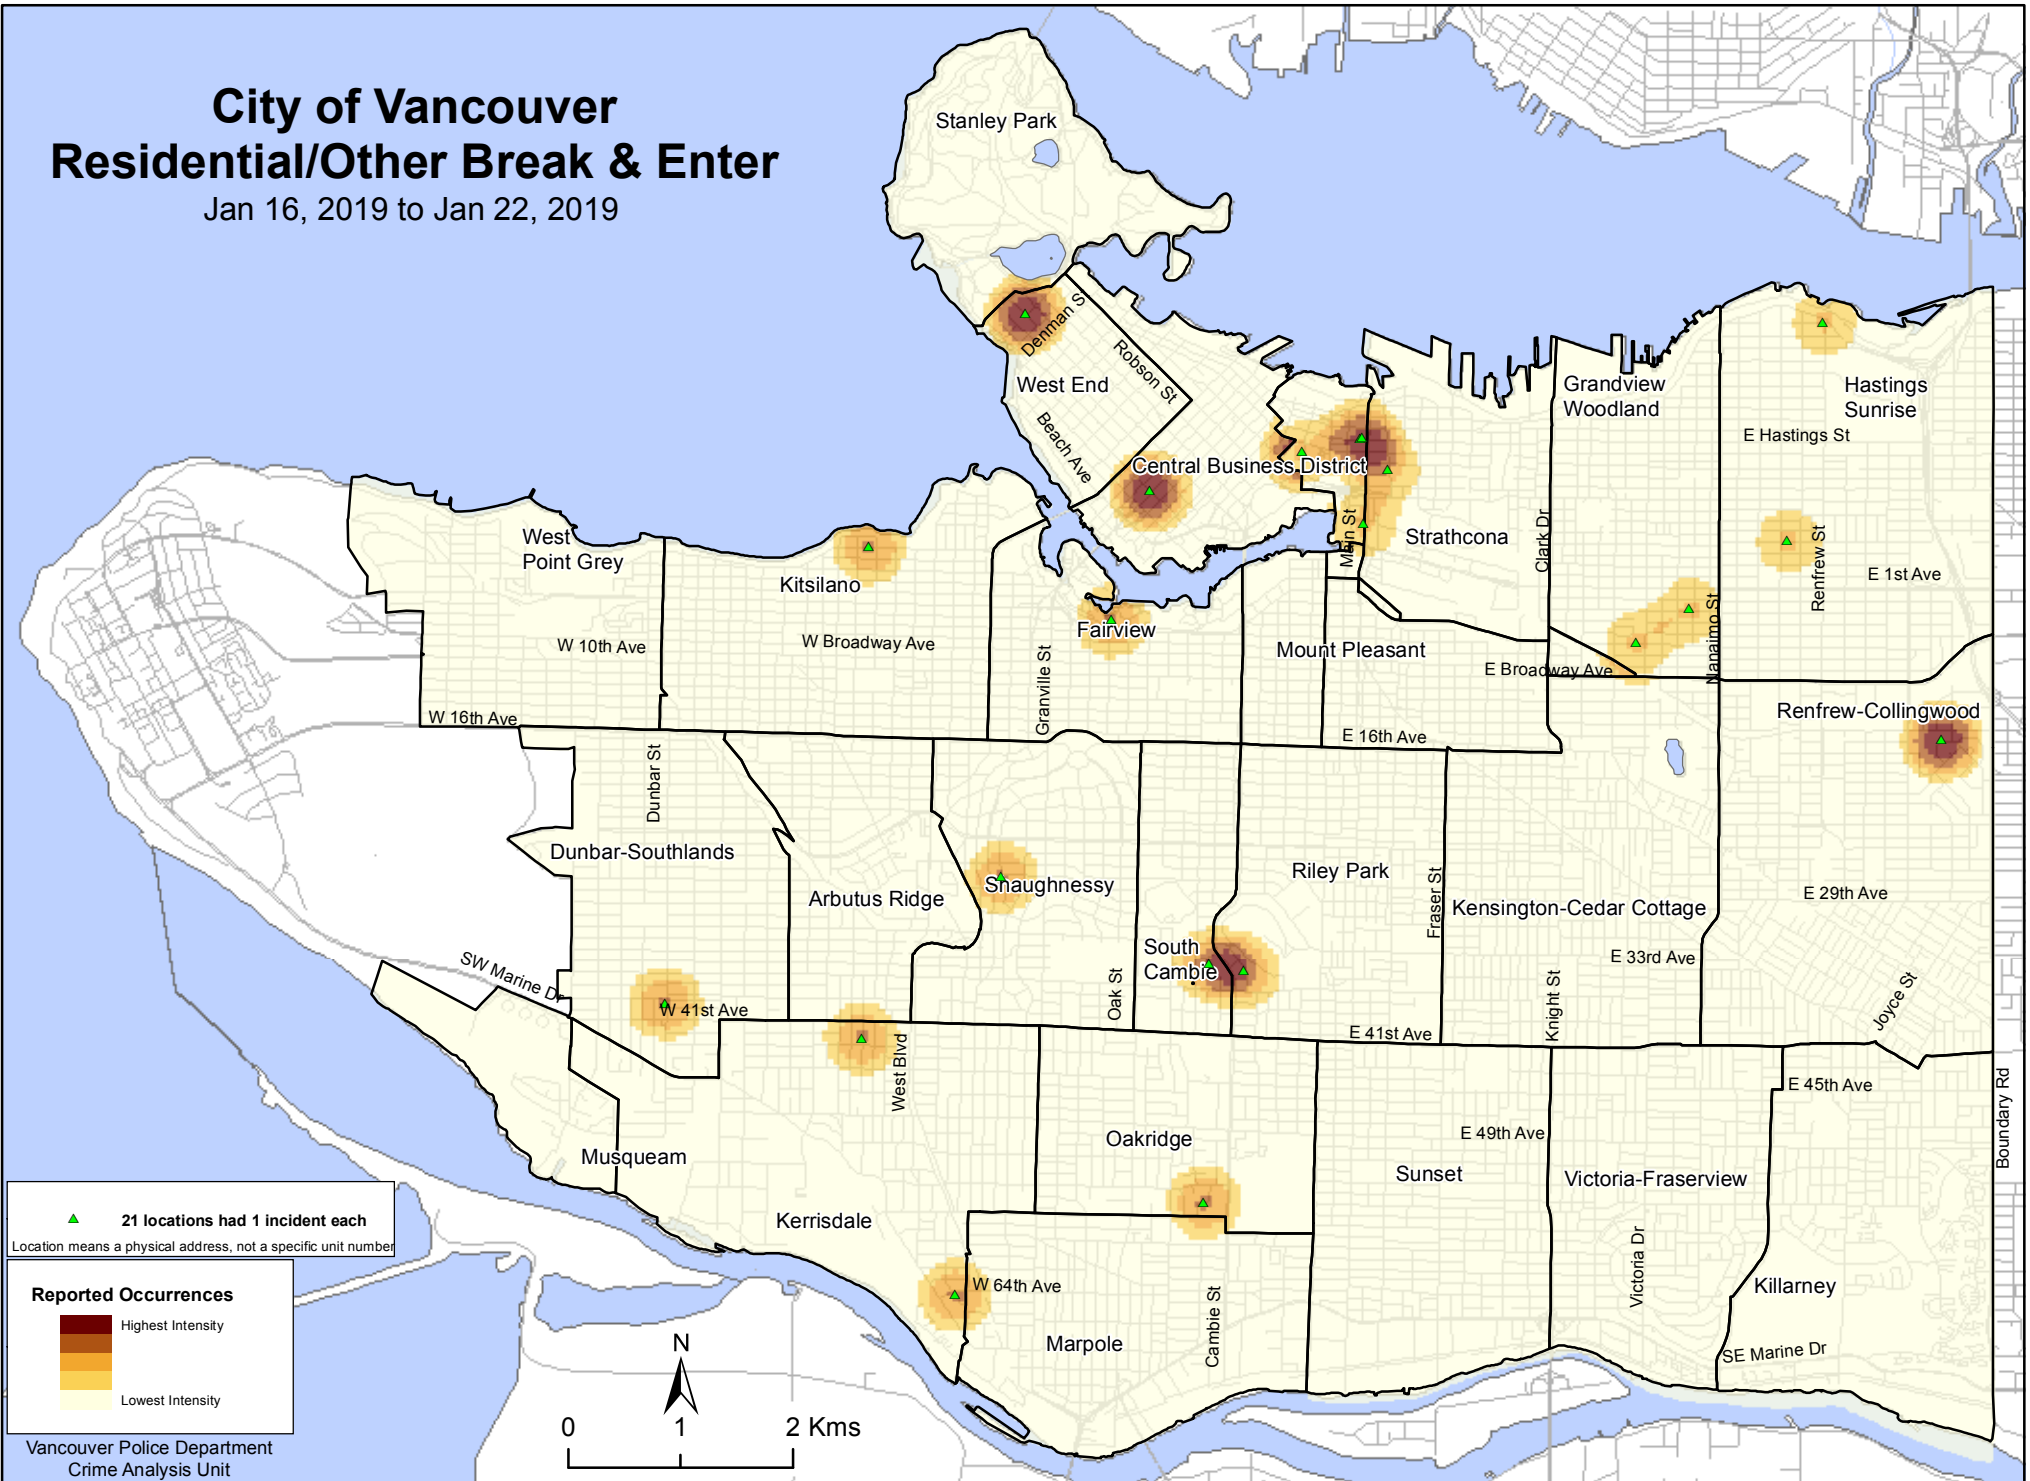 City of Vancouver
Residential/Other Break & Enter
Jan 16, 2019 to Jan 22, 2019
Stanley Park
Denman S
Robson St
West End
Beach Ave
Central Business District
Grandview
Woodland
Hastings
Sunrise
E Hastings St
West
Point Grey
Kitsilano
Main St
Strathcona
Clark Dr
Renfrew St
E 1st Ave
W 10th Ave
W Broadway Ave
Fairview
Granville St
Mount Pleasant
E Broadway Ave
Nanaimo St
W 16th Ave
E 16th Ave
Renfrew-Collingwood
Dunbar St
Dunbar-Southlands
Arbutus Ridge
Shaughnessy
Riley Park
Fraser St
Kensington-Cedar Cottage
E 29th Ave
South
Cambie
E 33rd Ave
SW Marine Dr
W 41st Ave
Oak St
E 41st Ave
Knight St
Joyce St
West Blvd
E 45th Ave
Boundary Rd
Musqueam
Oakridge
E 49th Ave
Sunset
Victoria-Fraserview
Kerrisdale
W 64th Ave
Marpole
Cambie St
Victoria Dr
Killarney
SE Marine Dr
21 locations had 1 incident each
Location means a physical address, not a specific unit number
Reported Occurrences
Highest Intensity
Lowest Intensity
N
0 1 2 Kms
Vancouver Police Department
Crime Analysis Unit